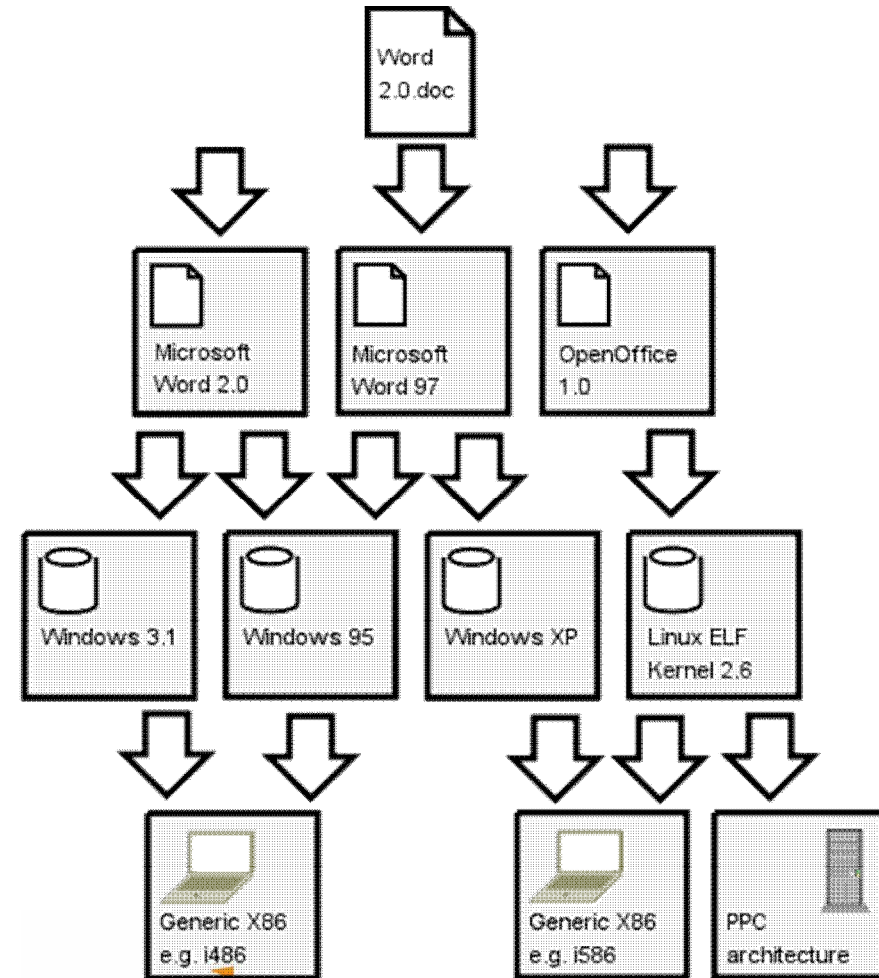 Word
2.0.doc
Microsoft
Word 2.0
Microsoft
Word 97
OpenOffice
1.0
Windows 3.1
Windows 95
Windows XP
Linux ELF
Kernel 2.6
Generic X86
e.g. i486
Generic X86
e.g. i586
PPC
architecture